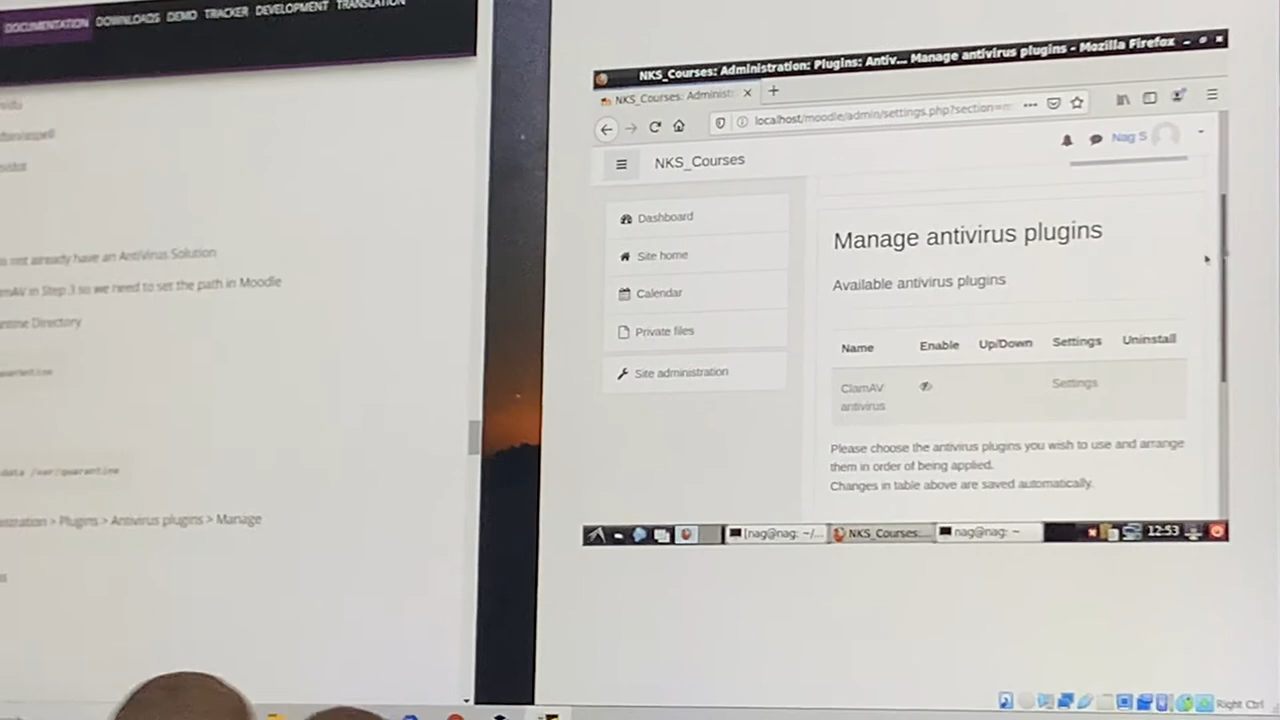 DOCUMENTATION DOWNLOADS DEMO TRACKER DEVELOPMENT TRANSLATION
not already have an AntiVirus Solution
in Step 3 so we need to set the path in Moodle
Directory
data /var/quarantine
> Plugins > Antivirus plugins > Manage
NKS_Courses: Administration: Plugins: Antiv... Manage antivirus plugins - Mozilla Firefox
NKS_Courses: Administr
localhost/moodle/admin/settings.php?section=m
NKS_Courses
Nag S
Dashboard
Site home
Calendar
Private files
Site administration
Manage antivirus plugins
Available antivirus plugins
Name Enable Up/Down Settings Uninstall
ClamAV antivirus Settings
Please choose the antivirus plugins you wish to use and arrange
them in order of being applied.
Changes in table above are saved automatically.
[nag@nag: ~/... NKS_Courses: nag@nag: ~ 12:53
Right Ctrl